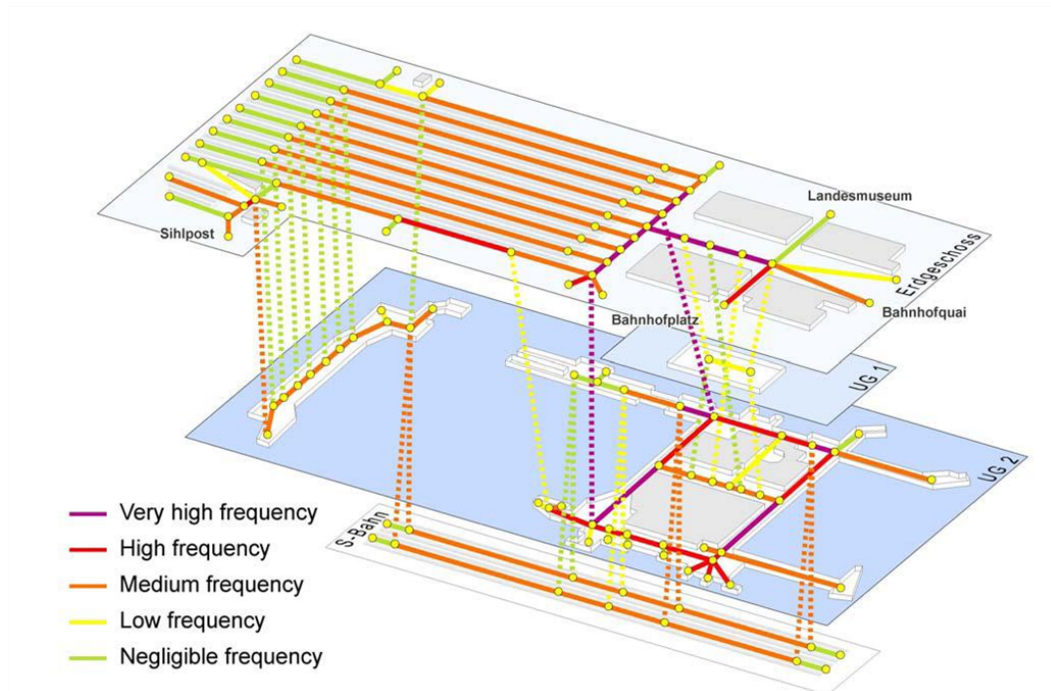 Landesmuseum
Sihlpost
Erdgeschoss
Bahnhofquai
Bahnhofplatz
UG 1
UG 2
S-Bahn
Very high frequency
High frequency
Medium frequency
Low frequency
Negligible frequency